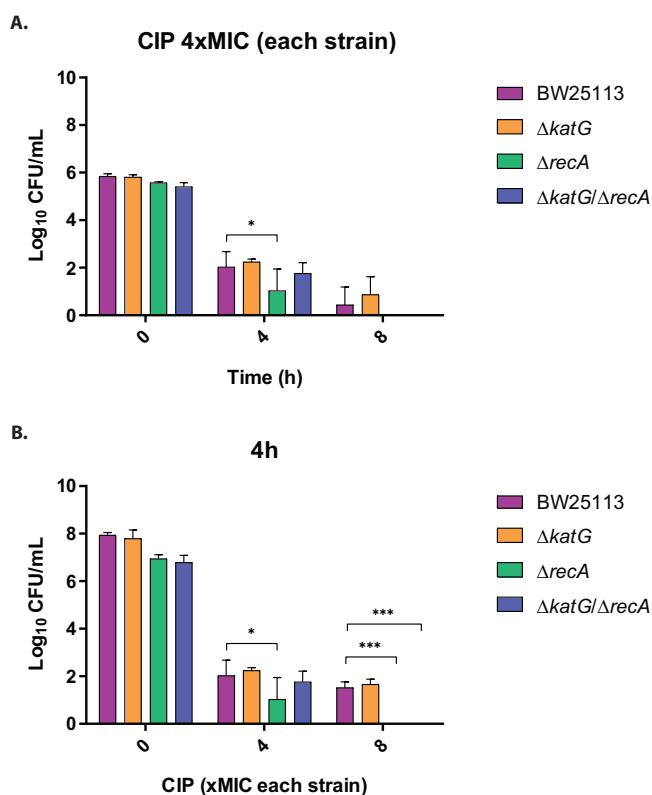 A.
CIP 4xMIC (each strain)
Log10 CFU/mL
10
8
6
4
2
0
*
0
4
8
Time (h)
BW25113
ΔkatG
ΔrecA
ΔkatG/ΔrecA
B.
4h
Log10 CFU/mL
10
8
6
4
2
0
*
***
***
0
4
8
CIP (xMIC each strain)
BW25113
ΔkatG
ΔrecA
ΔkatG/ΔrecA